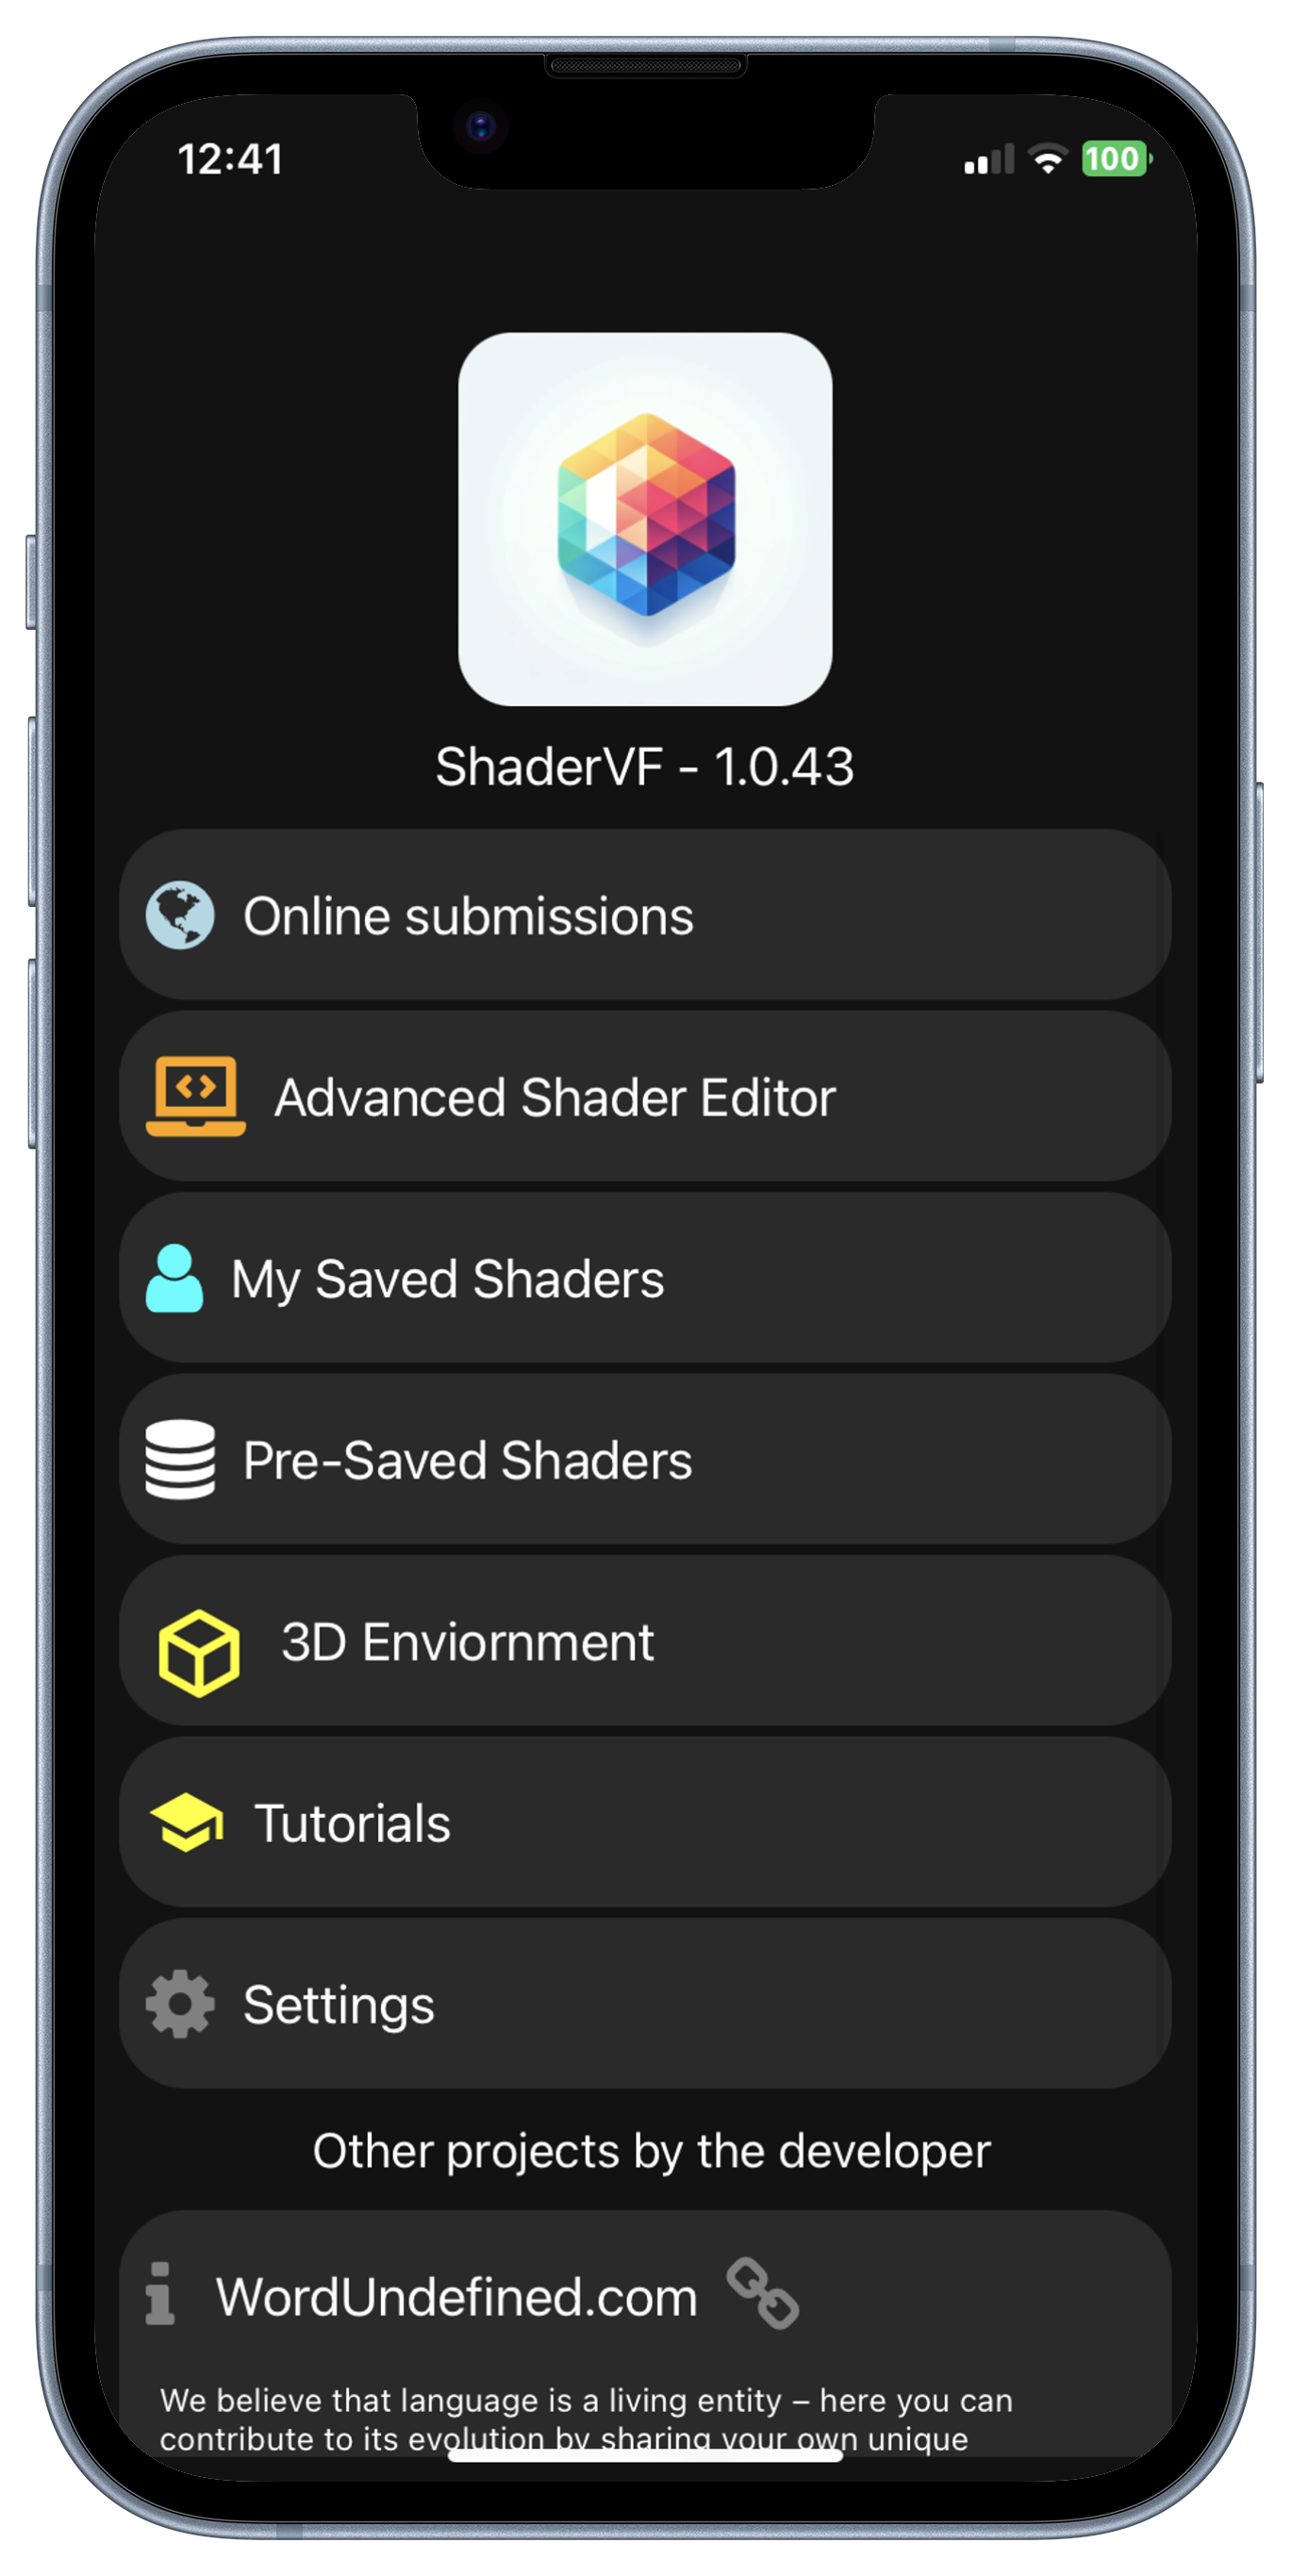 12:41
100
ShaderVF - 1.0.43
Online submissions
Advanced Shader Editor
My Saved Shaders
Pre-Saved Shaders
3D Enviornment
Tutorials
Settings
Other projects by the developer
WordUndefined.com
We believe that language is a living entity – here you can
contribute to its evolution by sharing your own unique